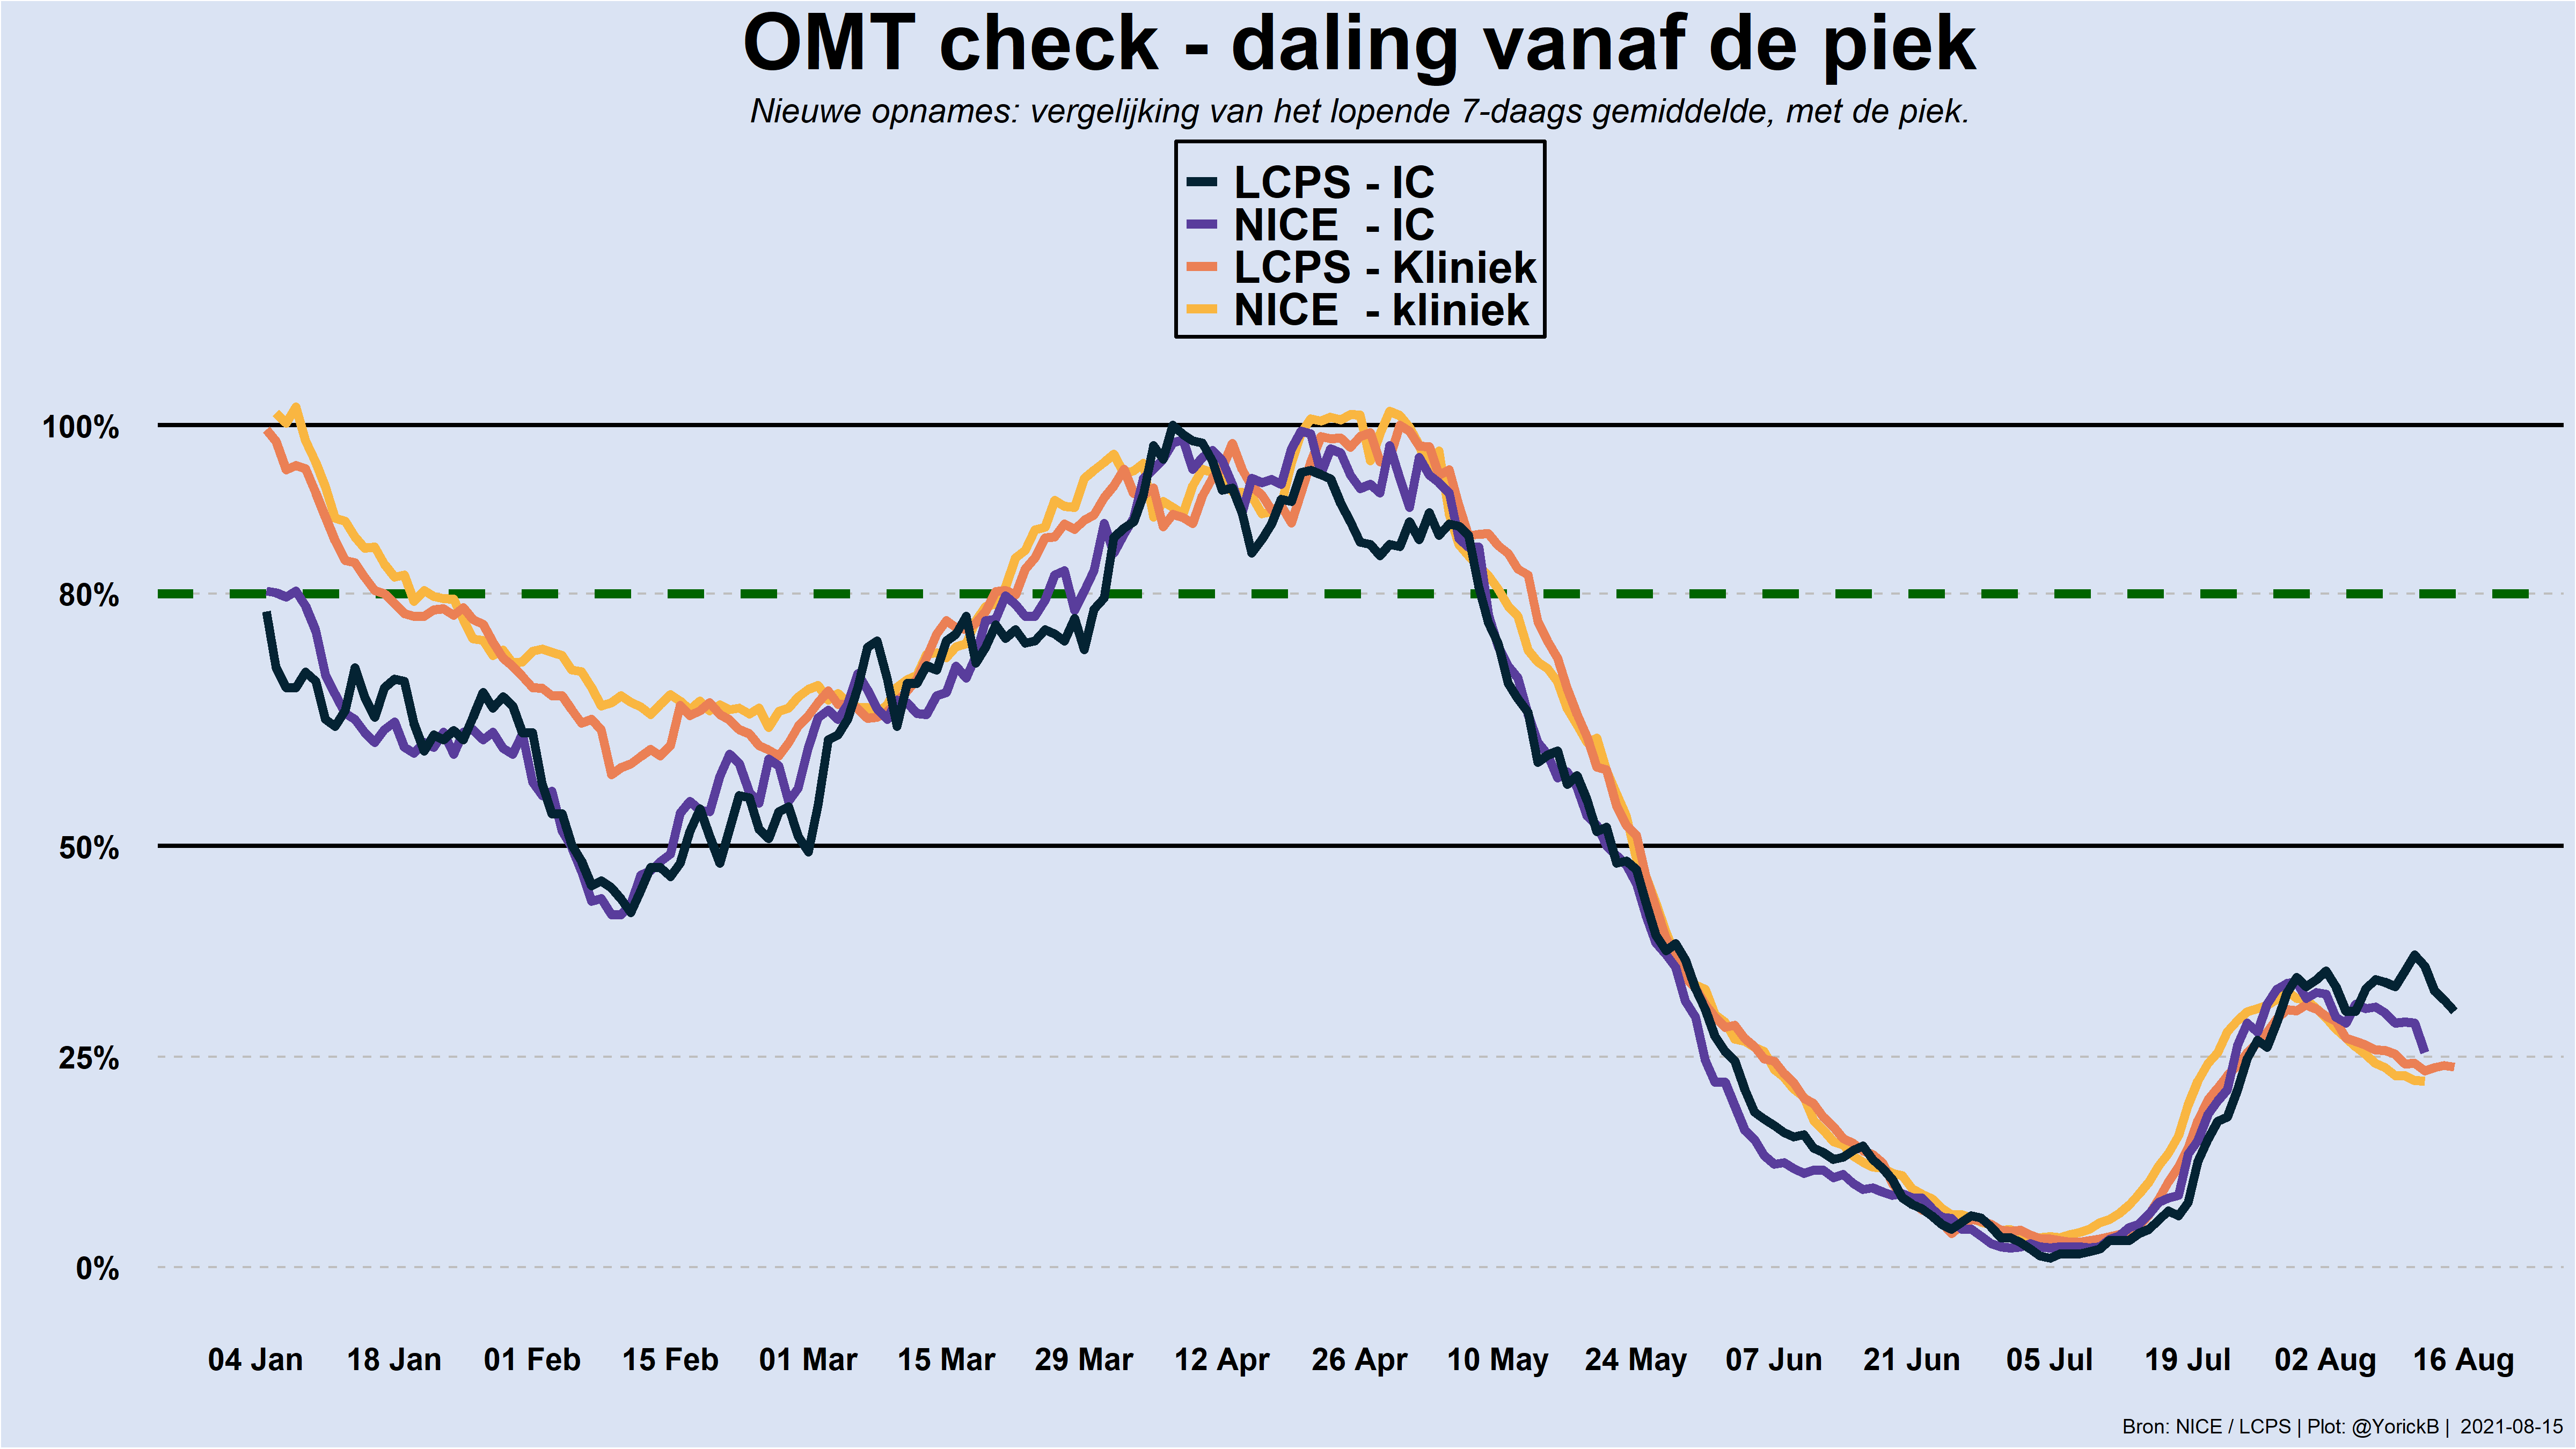 OMT check - daling vanaf de piek
Nieuwe opnames: vergelijking van het lopende 7-daags gemiddelde, met de piek.
LCPS - IC
NICE - IC
LCPS - Kliniek
NICE - kliniek
100%
80%
50%
25%
0%
04 Jan 18 Jan 01 Feb 15 Feb 01 Mar 15 Mar 29 Mar 12 Apr 26 Apr 10 May 24 May 07 Jun 21 Jun 05 Jul 19 Jul 02 Aug 16 Aug
Bron: NICE / LCPS | Plot: @YorickB | 2021-08-15